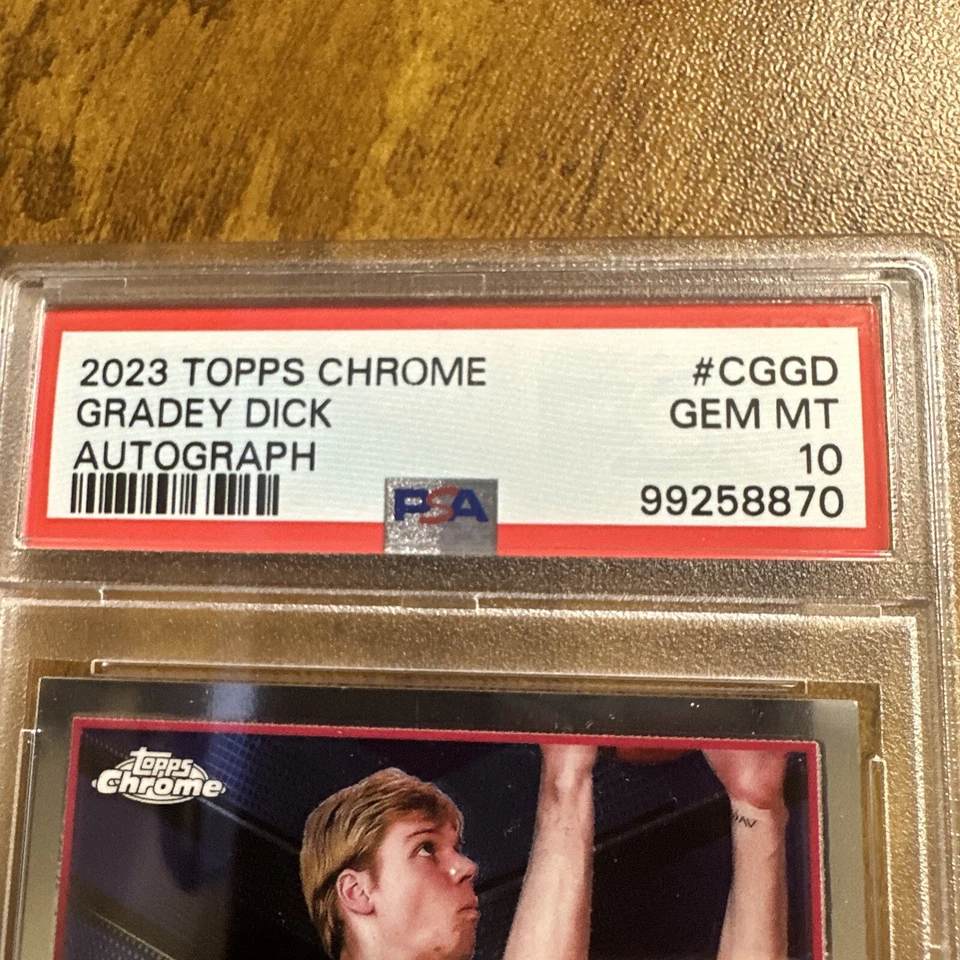 2023 TOPPS CHROME #CGGD
GRADEY DICK GEM MT
AUTOGRAPH 10
PSA 99258870
Topps
Chrome